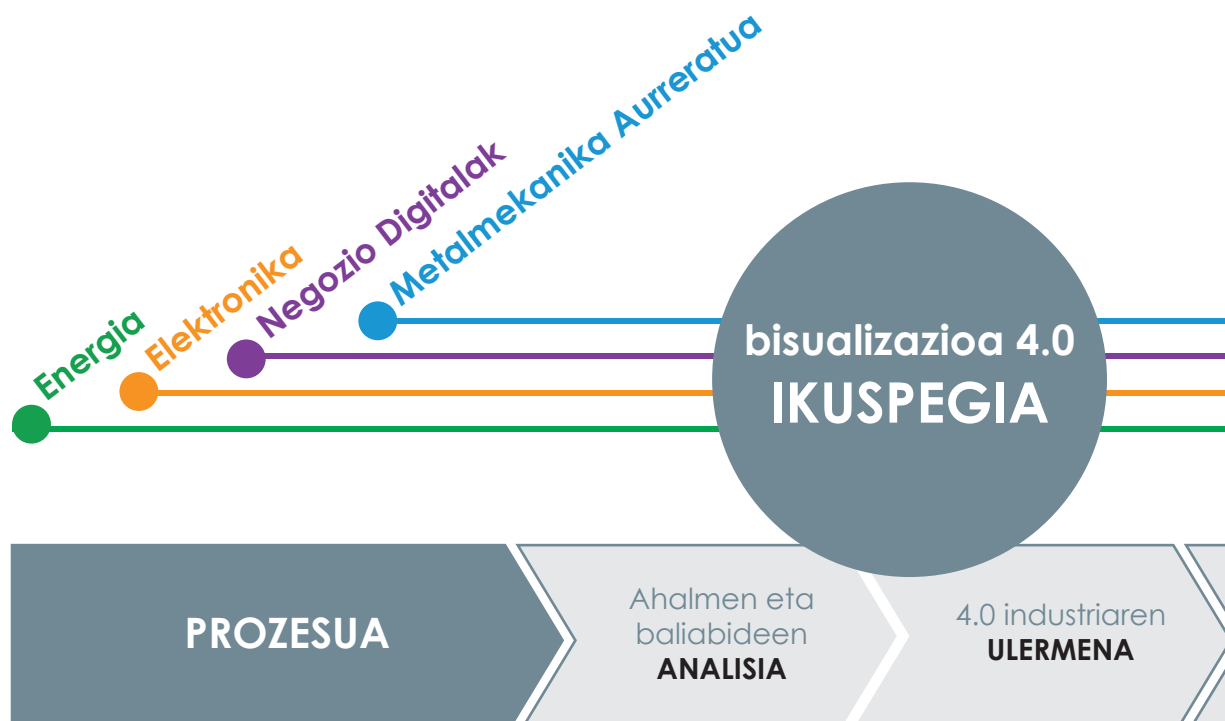 Energia
Elektronika
Negozio Digitalak
Metalmekanika Aurreratua
bisualizazioa 4.0
IKUSPEGIA
PROZESUA
Ahalmen eta
baliabideen
ANALISIA
4.0 industriaren
ULERMENA